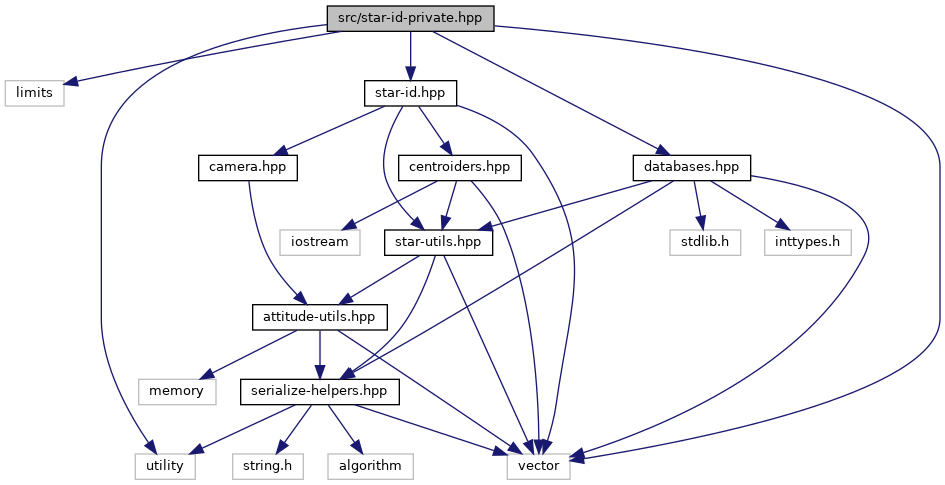 src/star-id-private.hpp
limits
star-id.hpp
camera.hpp
centroiders.hpp
databases.hpp
iostream
star-utils.hpp
stdlib.h
inttypes.h
attitude-utils.hpp
memory
serialize-helpers.hpp
utility
string.h
algorithm
vector